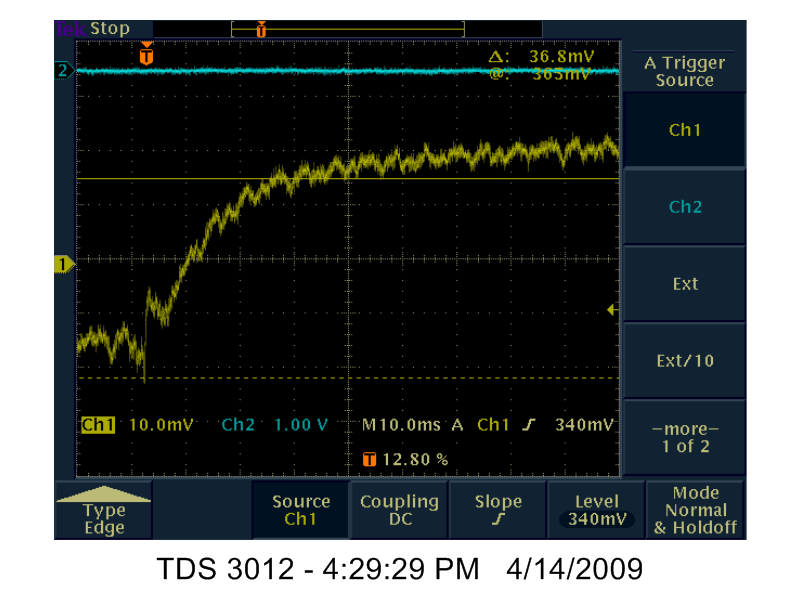 Tek Stop
T
T
Δ: 36.8mV
@: 365mV
2
1
Ch1 10.0mV Ch2 1.00 V M10.0ms A Ch1 340mV
T 12.80 %
A Trigger
Source
Ch1
Ch2
Ext
Ext/10
−more−
1 of 2
Type
Edge
Source
Ch1
Coupling
DC
Slope
Level
340mV
Mode
Normal
& Holdoff
TDS 3012 - 4:29:29 PM 4/14/2009